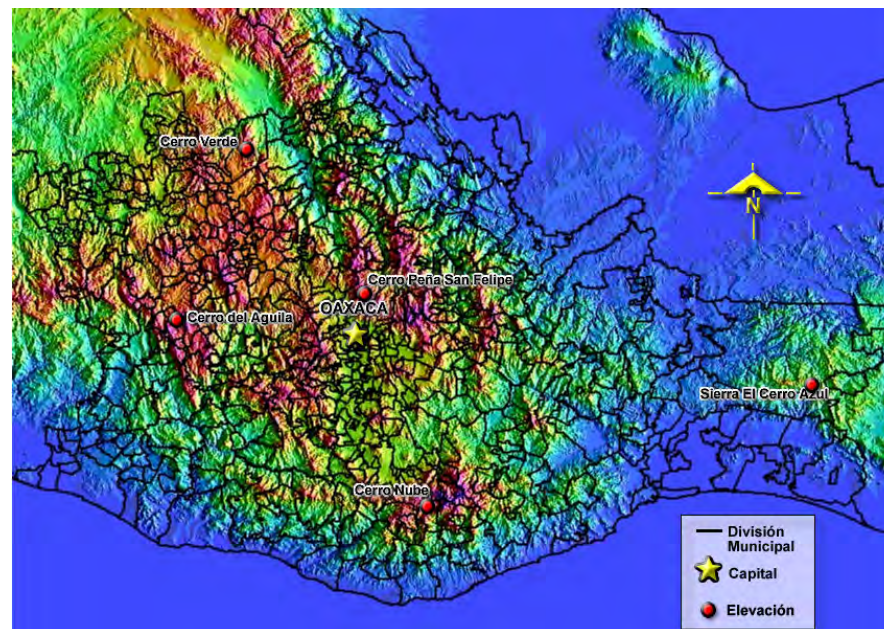 Cerro Verde
N
Cerro Peña San Felipe
OAXACA
Cerro del Aguila
Sierra El Cerro Azul
Cerro Nube
División
Municipal
Capital
Elevación